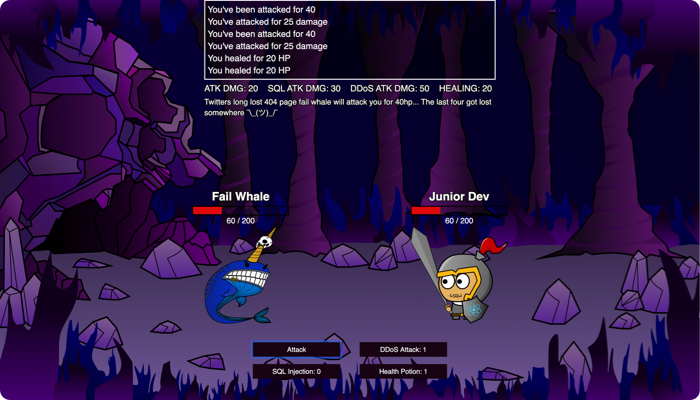 You've been attacked for 40
You've attacked for 25 damage
You've been attacked for 40
You've attacked for 25 damage
You healed for 20 HP
You healed for 20 HP
ATK DMG: 20 SQL ATK DMG: 30 DDoS ATK DMG: 50 HEALING: 20
Twitters long lost 404 page fail whale will attack you for 40hp... The last four got lost
somewhere ¯\_(ツ)_/¯
Fail Whale
Junior Dev
60 / 200
60 / 200
Attack
DDoS Attack: 1
SQL Injection: 0
Health Potion: 1